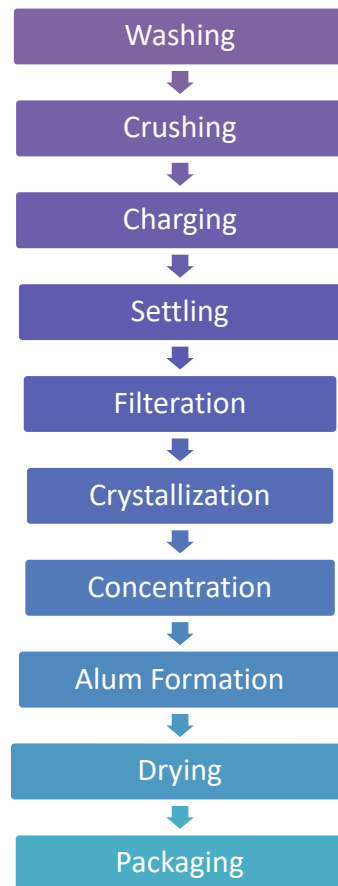 Washing
Crushing
Charging
Settling
Filteration
Crystallization
Concentration
Alum Formation
Drying
Packaging